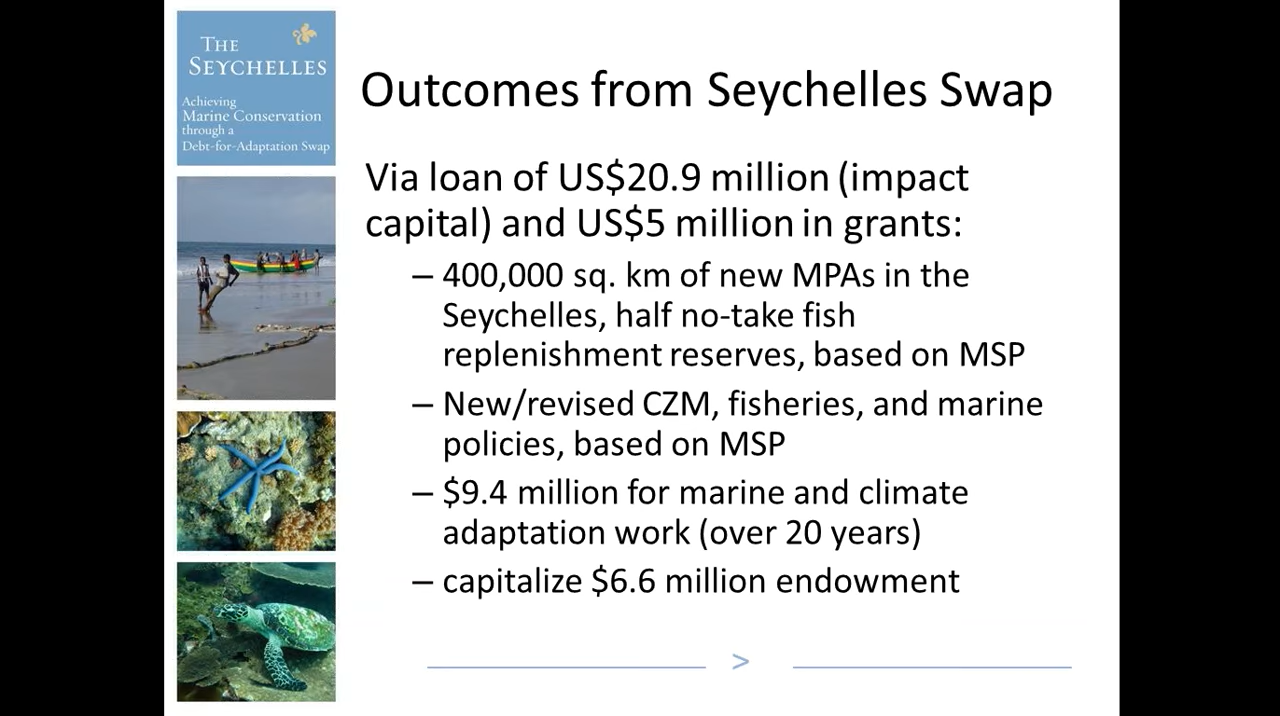 THE
SEYCHELLES
Achieving
Marine Conservation
through a
Debt-for-Adaptation Swap
Outcomes from Seychelles Swap
Via loan of US$20.9 million (impact
capital) and US$5 million in grants:
– 400,000 sq. km of new MPAs in the
Seychelles, half no-take fish
replenishment reserves, based on MSP
– New/revised CZM, fisheries, and marine
policies, based on MSP
– $9.4 million for marine and climate
adaptation work (over 20 years)
– capitalize $6.6 million endowment
>